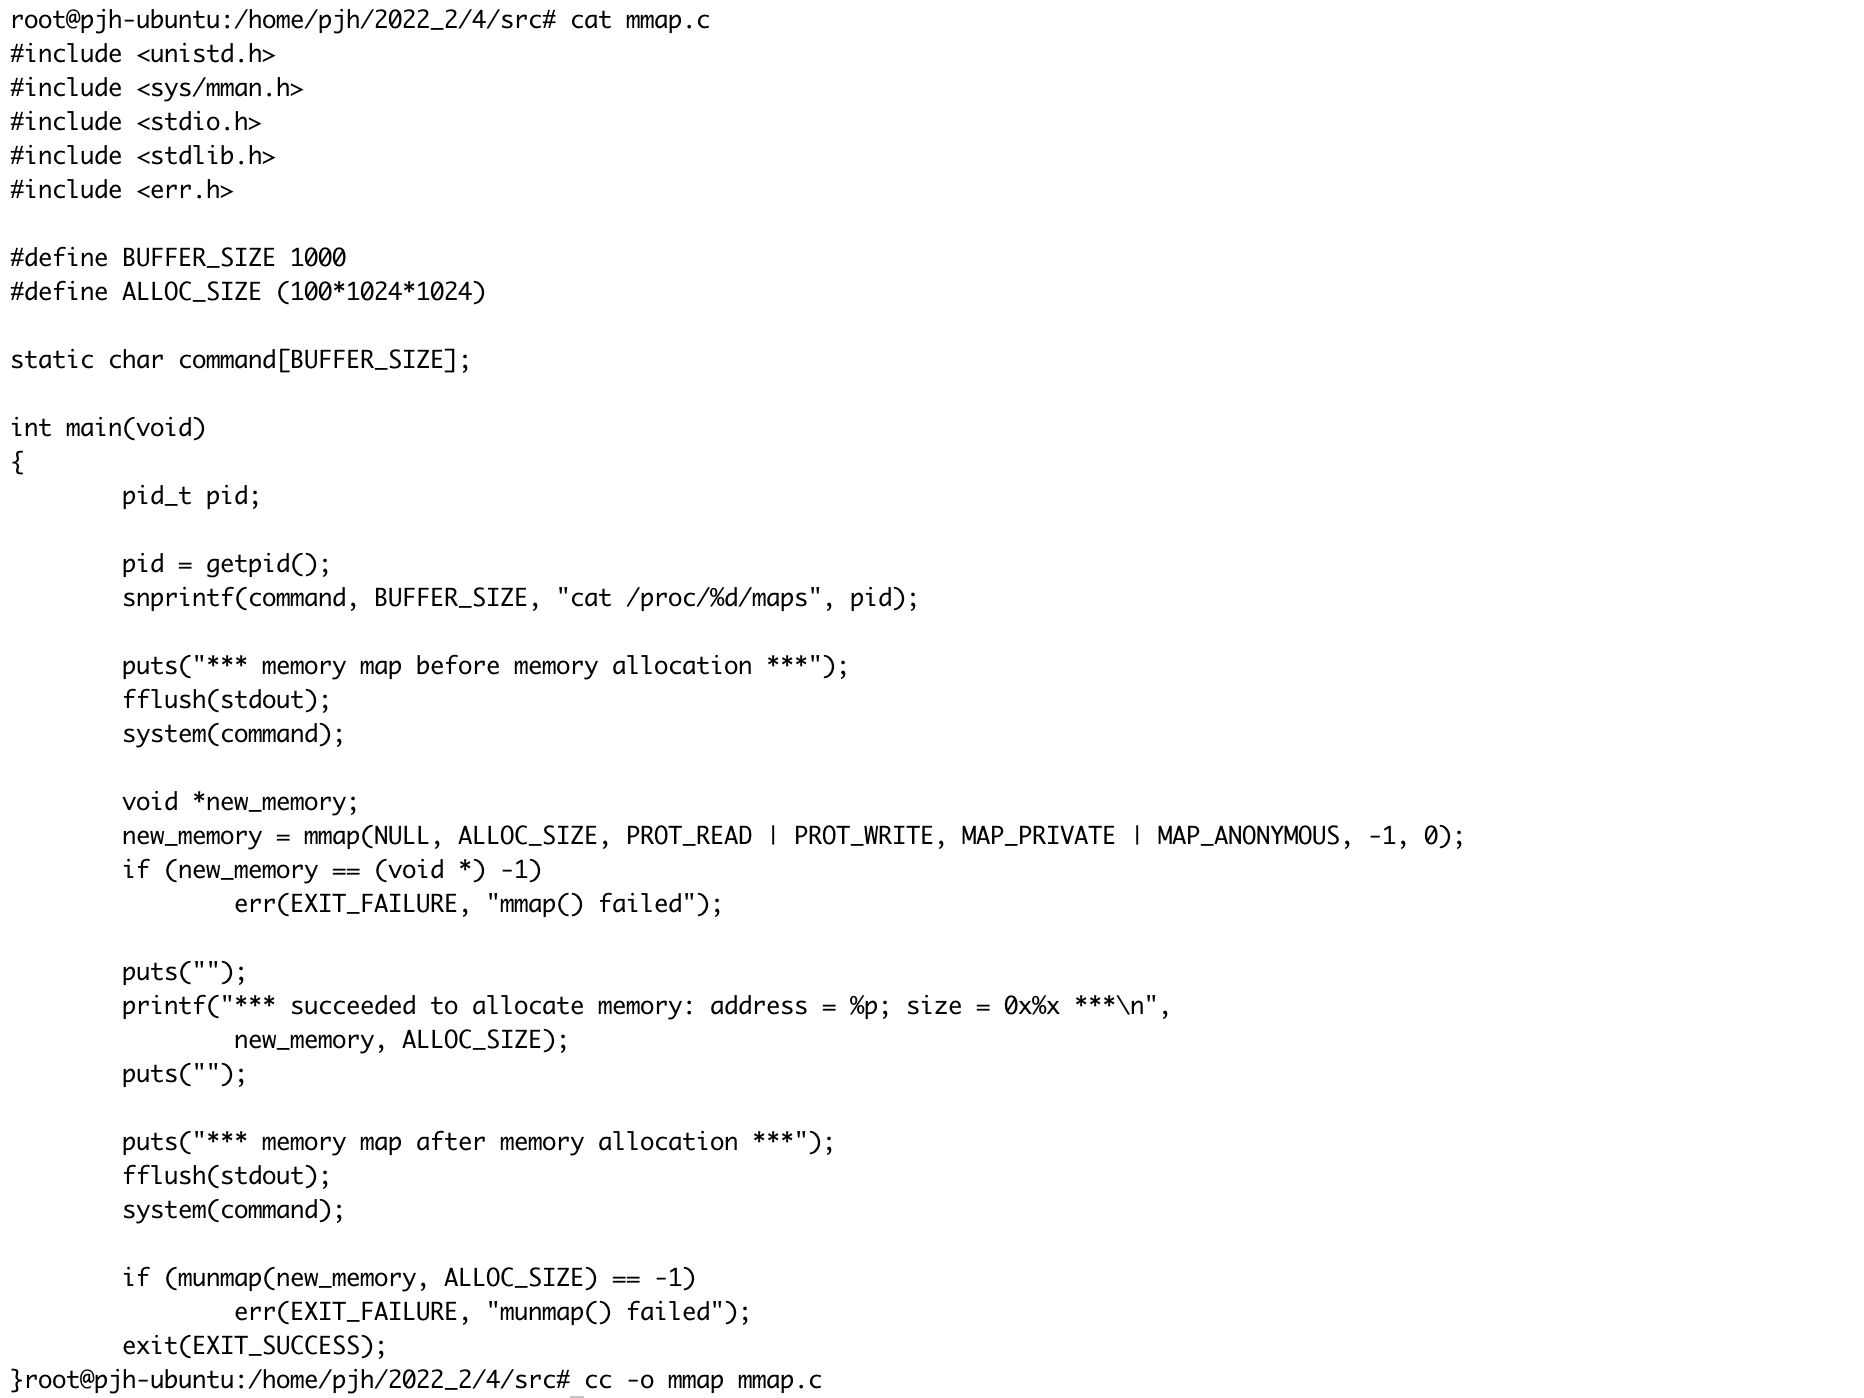 root@pjh-ubuntu:/home/pjh/2022_2/4/src# cat mmap.c
#include <unistd.h>
#include <sys/mman.h>
#include <stdio.h>
#include <stdlib.h>
#include <err.h>

#define BUFFER_SIZE 1000
#define ALLOC_SIZE (100*1024*1024)

static char command[BUFFER_SIZE];

int main(void)
{
        pid_t pid;

        pid = getpid();
        snprintf(command, BUFFER_SIZE, "cat /proc/%d/maps", pid);

        puts("*** memory map before memory allocation ***");
        fflush(stdout);
        system(command);

        void *new_memory;
        new_memory = mmap(NULL, ALLOC_SIZE, PROT_READ | PROT_WRITE, MAP_PRIVATE | MAP_ANONYMOUS, -1, 0);
        if (new_memory == (void *) -1)
                err(EXIT_FAILURE, "mmap() failed");

        puts("");
        printf("*** succeeded to allocate memory: address = %p; size = 0x%x ***\n",
                new_memory, ALLOC_SIZE);
        puts("");

        puts("*** memory map after memory allocation ***");
        fflush(stdout);
        system(command);

        if (munmap(new_memory, ALLOC_SIZE) == -1)
                err(EXIT_FAILURE, "munmap() failed");
        exit(EXIT_SUCCESS);
}root@pjh-ubuntu:/home/pjh/2022_2/4/src# cc -o mmap mmap.c